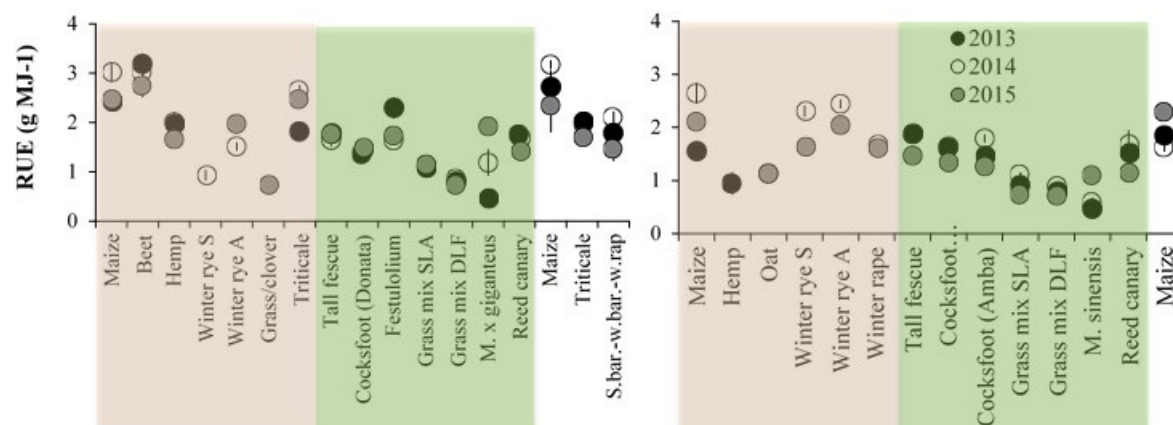 RUE (g MJ-1)
4
3
2
1
0
Maize
Beet
Hemp
Winter rye S
Winter rye A
Grass/clover
Triticale
Tall fescue
Cocksfoot (Donata)
Festulolium
Grass mix SLA
Grass mix DLF
M. x giganteus
Reed canary
Maize
Triticale
S.bar.-w.bar.-w.rap
4
3
2
1
0
2013
2014
2015
Maize
Hemp
Oat
Winter rye S
Winter rye A
Winter rape
Tall fescue
Cocksfoot…
Cocksfoot (Amba)
Grass mix SLA
Grass mix DLF
M. sinensis
Reed canary
Maize